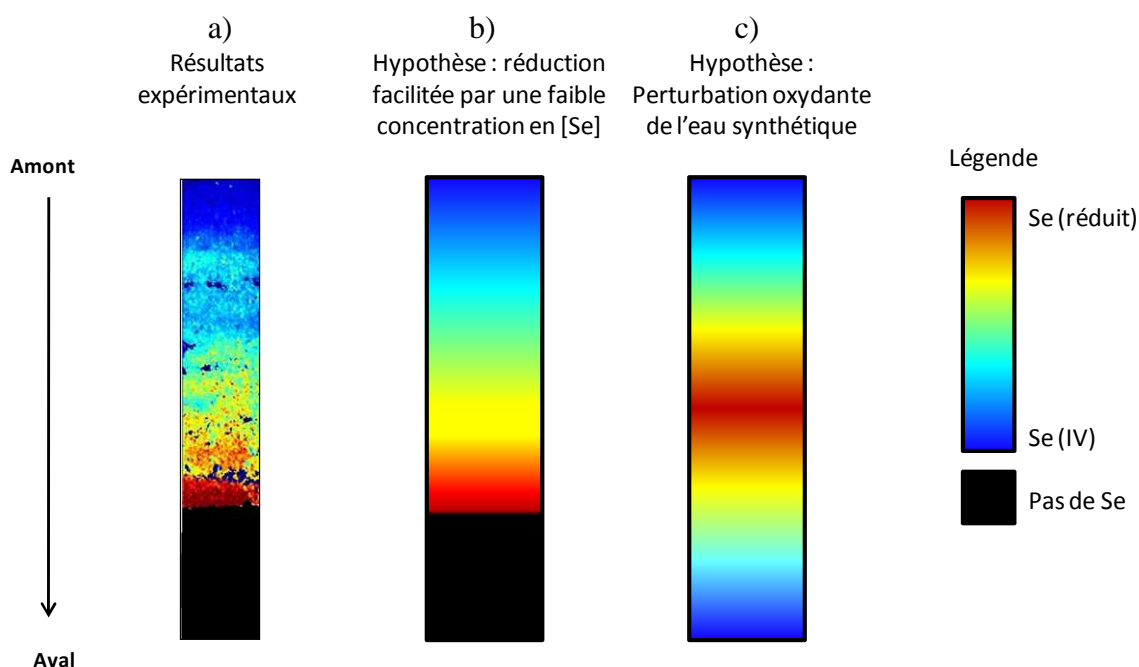 a)
Résultats
expérimentaux
b)
Hypothèse : réduction
facilitée par une faible
concentration en [Se]
c)
Hypothèse :
Perturbation oxydante
de l'eau synthétique
Amont
Aval
Légende
Se (réduit)
Se (IV)
Pas de Se